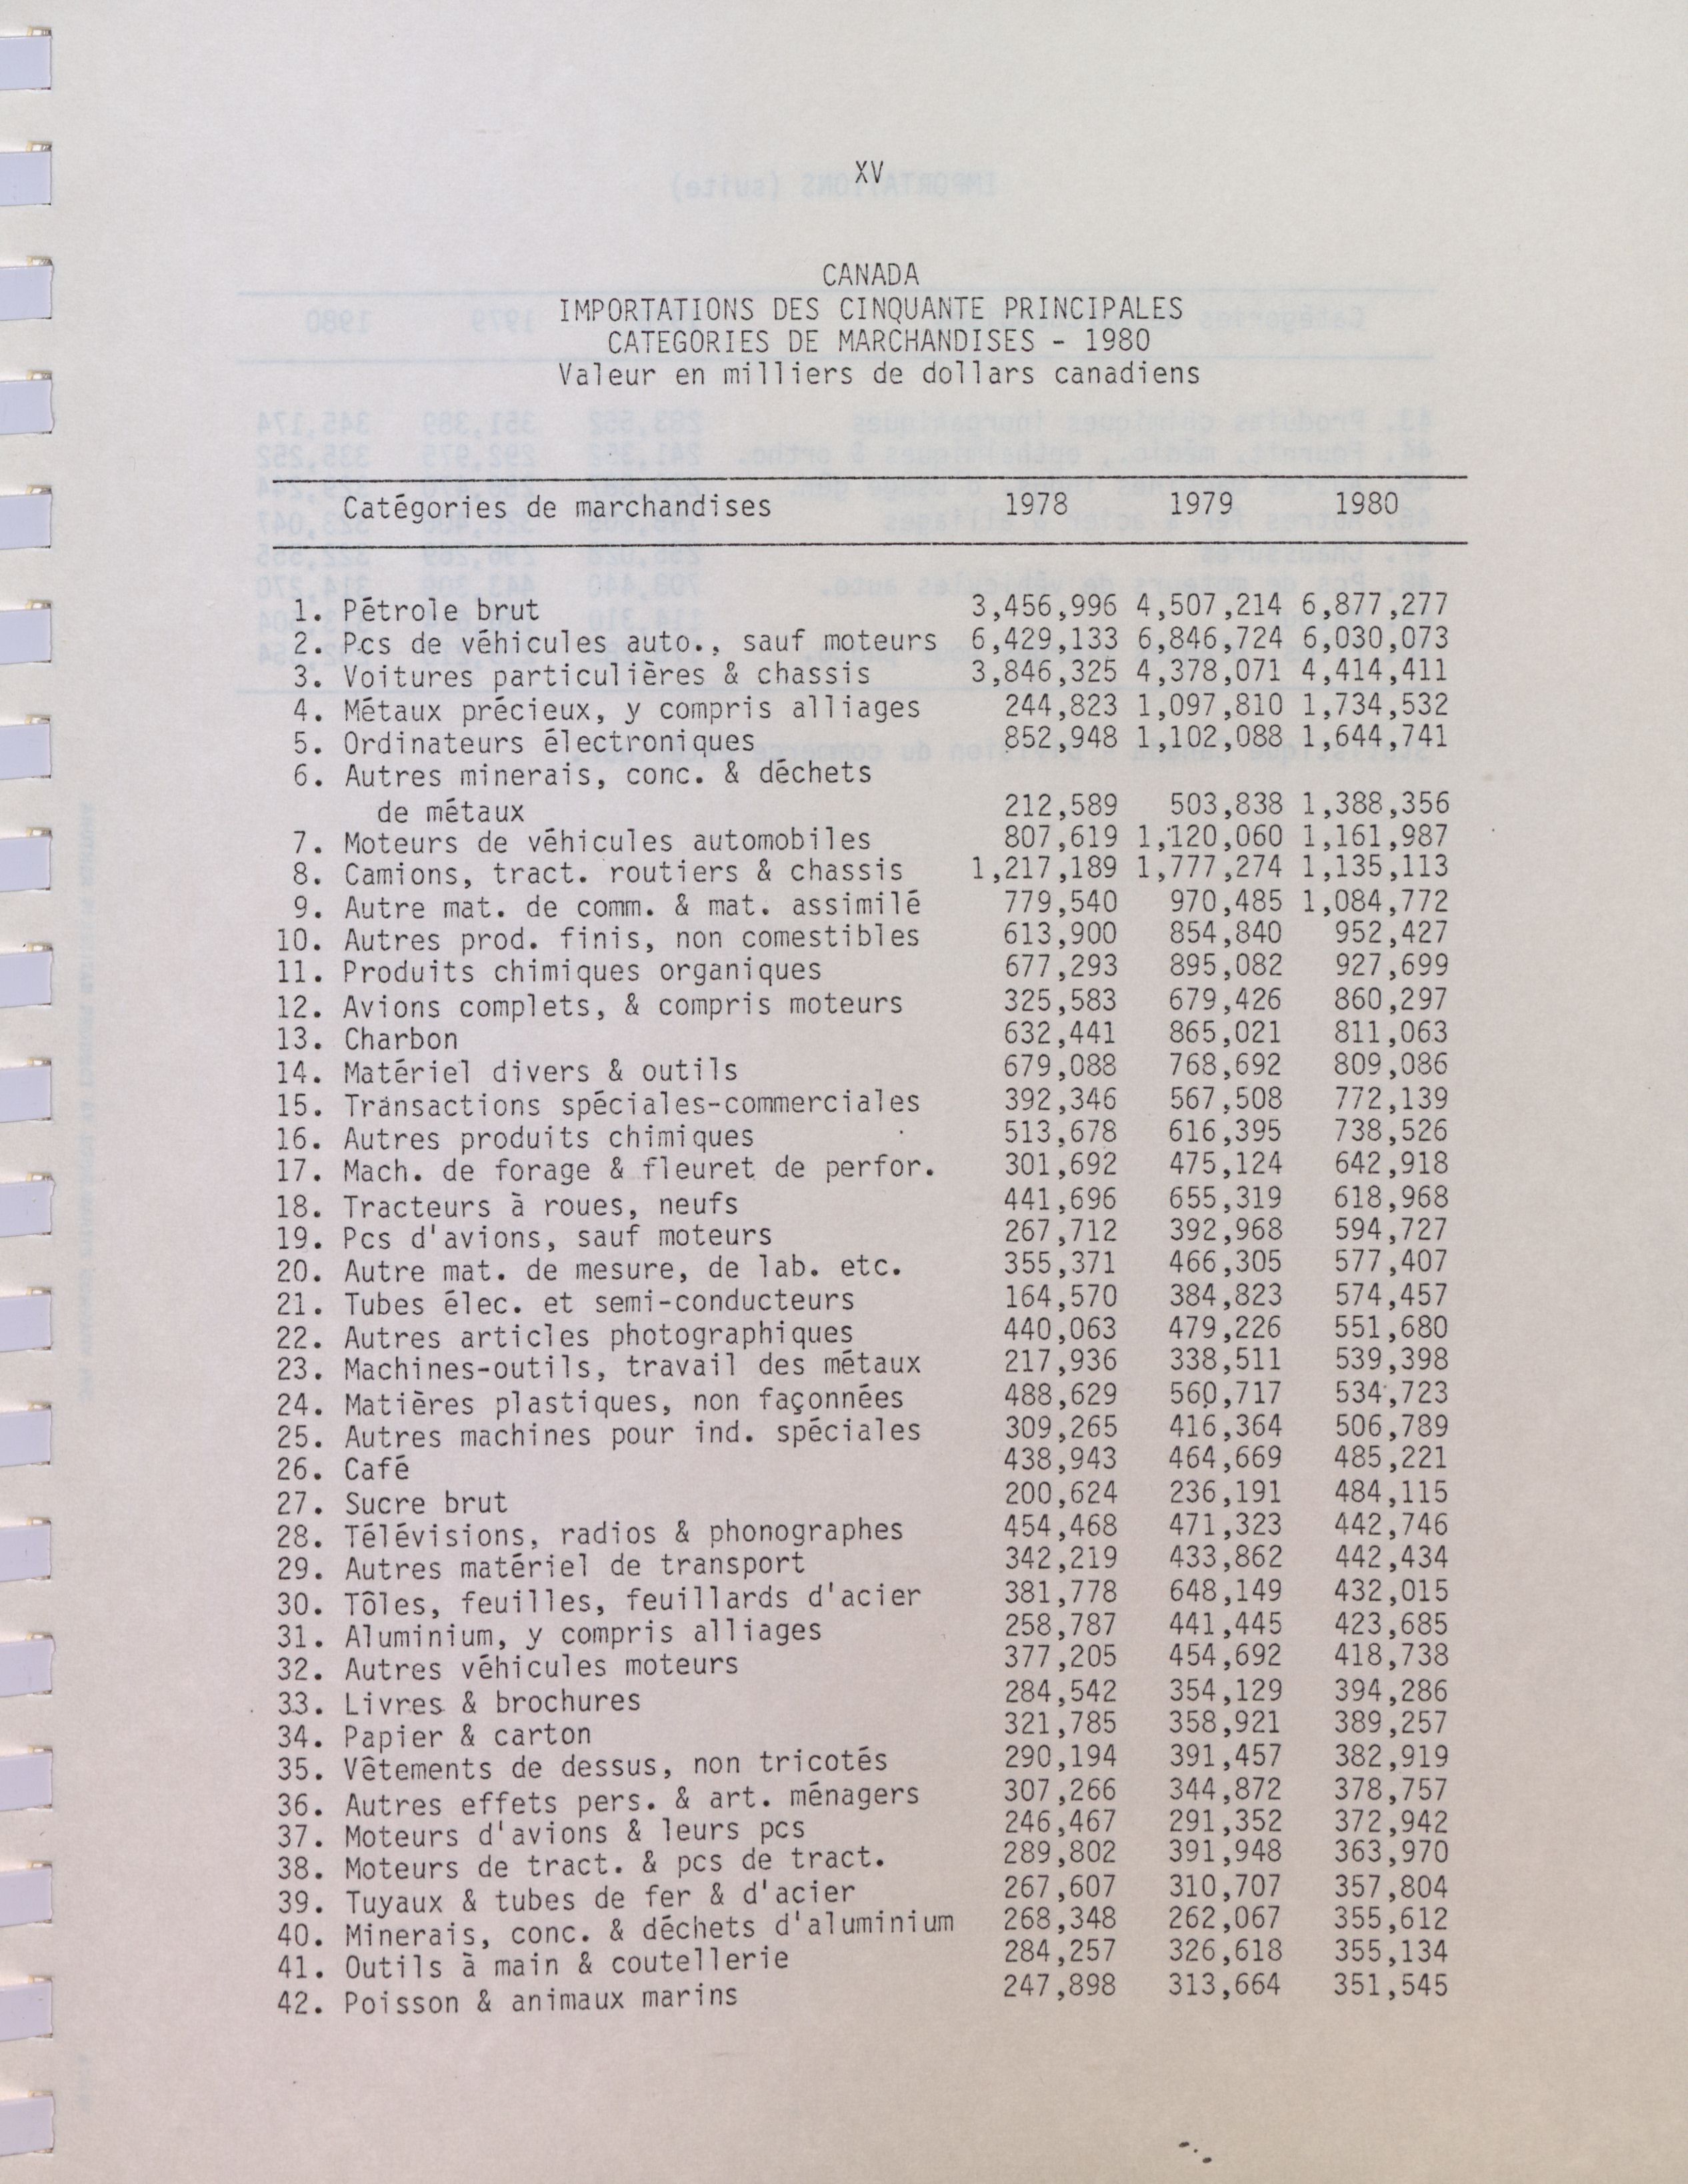 XV
CANADA
IMPORTATIONS DES CINQUANTE PRINCIPALES
CATEGORIES DE MARCHANDISES - 1980
Valeur en milliers de dollars canadiens
Catégories de marchandises 1978 1979 1980
1. Pétrole brut 3,456,996 4,507,214 6,877,277
2. Pcs de véhicules auto., sauf moteurs 6,429,133 6,846,724 6,030,073
3. Voitures particulières & chassis 3,846,325 4,378,071 4,414,411
4. Métaux précieux, y compris alliages 244,823 1,097,810 1,734,532
5. Ordinateurs électroniques 852,948 1,102,088 1,644,741
6. Autres minerais, conc. & déchets
de métaux 212,589 503,838 1,388,356
7. Moteurs de véhicules automobiles 807,619 1,120,060 1,161,987
8. Camions, tract. routiers & chassis 1,217,189 1,777,274 1,135,113
9. Autre mat. de comm. & mat. assimilé 779,540 970,485 1,084,772
10. Autres prod. finis, non comestibles 613,900 854,840 952,427
11. Produits chimiques organiques 677,293 895,082 927,699
12. Avions complets, & compris moteurs 325,583 679,426 860,297
13. Charbon 632,441 865,021 811,063
14. Matériel divers & outils 679,088 768,692 809,086
15. Transactions spéciales-commerciales 392,346 567,508 772,139
16. Autres produits chimiques 513,678 616,395 738,526
17. Mach. de forage & fleuret de perfor. 301,692 475,124 642,918
18. Tracteurs à roues, neufs 441,696 655,319 618,968
19. Pcs d'avions, sauf moteurs 267,712 392,968 594,727
20. Autre mat. de mesure, de lab. etc. 355,371 466,305 577,407
21. Tubes élec. et semi-conducteurs 164,570 384,823 574,457
22. Autres articles photographiques 440,063 479,226 551,680
23. Machines-outils, travail des métaux 217,936 338,511 539,398
24. Matières plastiques, non façonnées 488,629 560,717 534,723
25. Autres machines pour ind. spéciales 309,265 416,364 506,789
26. Café 438,943 464,669 485,221
27. Sucre brut 200,624 236,191 484,115
28. Télévisions, radios & phonographes 454,468 471,323 442,746
29. Autres matériel de transport 342,219 433,862 442,434
30. Tôles, feuilles, feuillards d'acier 381,778 648,149 432,015
31. Aluminium, y compris alliages 258,787 441,445 423,685
32. Autres véhicules moteurs 377,205 454,692 418,738
33. Livres & brochures 284,542 354,129 394,286
34. Papier & carton 321,785 358,921 389,257
35. Vêtements de dessus, non tricotés 290,194 391,457 382,919
36. Autres effets pers. & art. ménagers 307,266 344,872 378,757
37. Moteurs d'avions & leurs pcs 246,467 291,352 372,942
38. Moteurs de tract. & pcs de tract. 289,802 391,948 363,970
39. Tuyaux & tubes de fer & d'acier 267,607 310,707 357,804
40. Minerais, conc. & déchets d'aluminium 268,348 262,067 355,612
41. Outils à main & coutellerie 284,257 326,618 355,134
42. Poisson & animaux marins 247,898 313,664 351,545